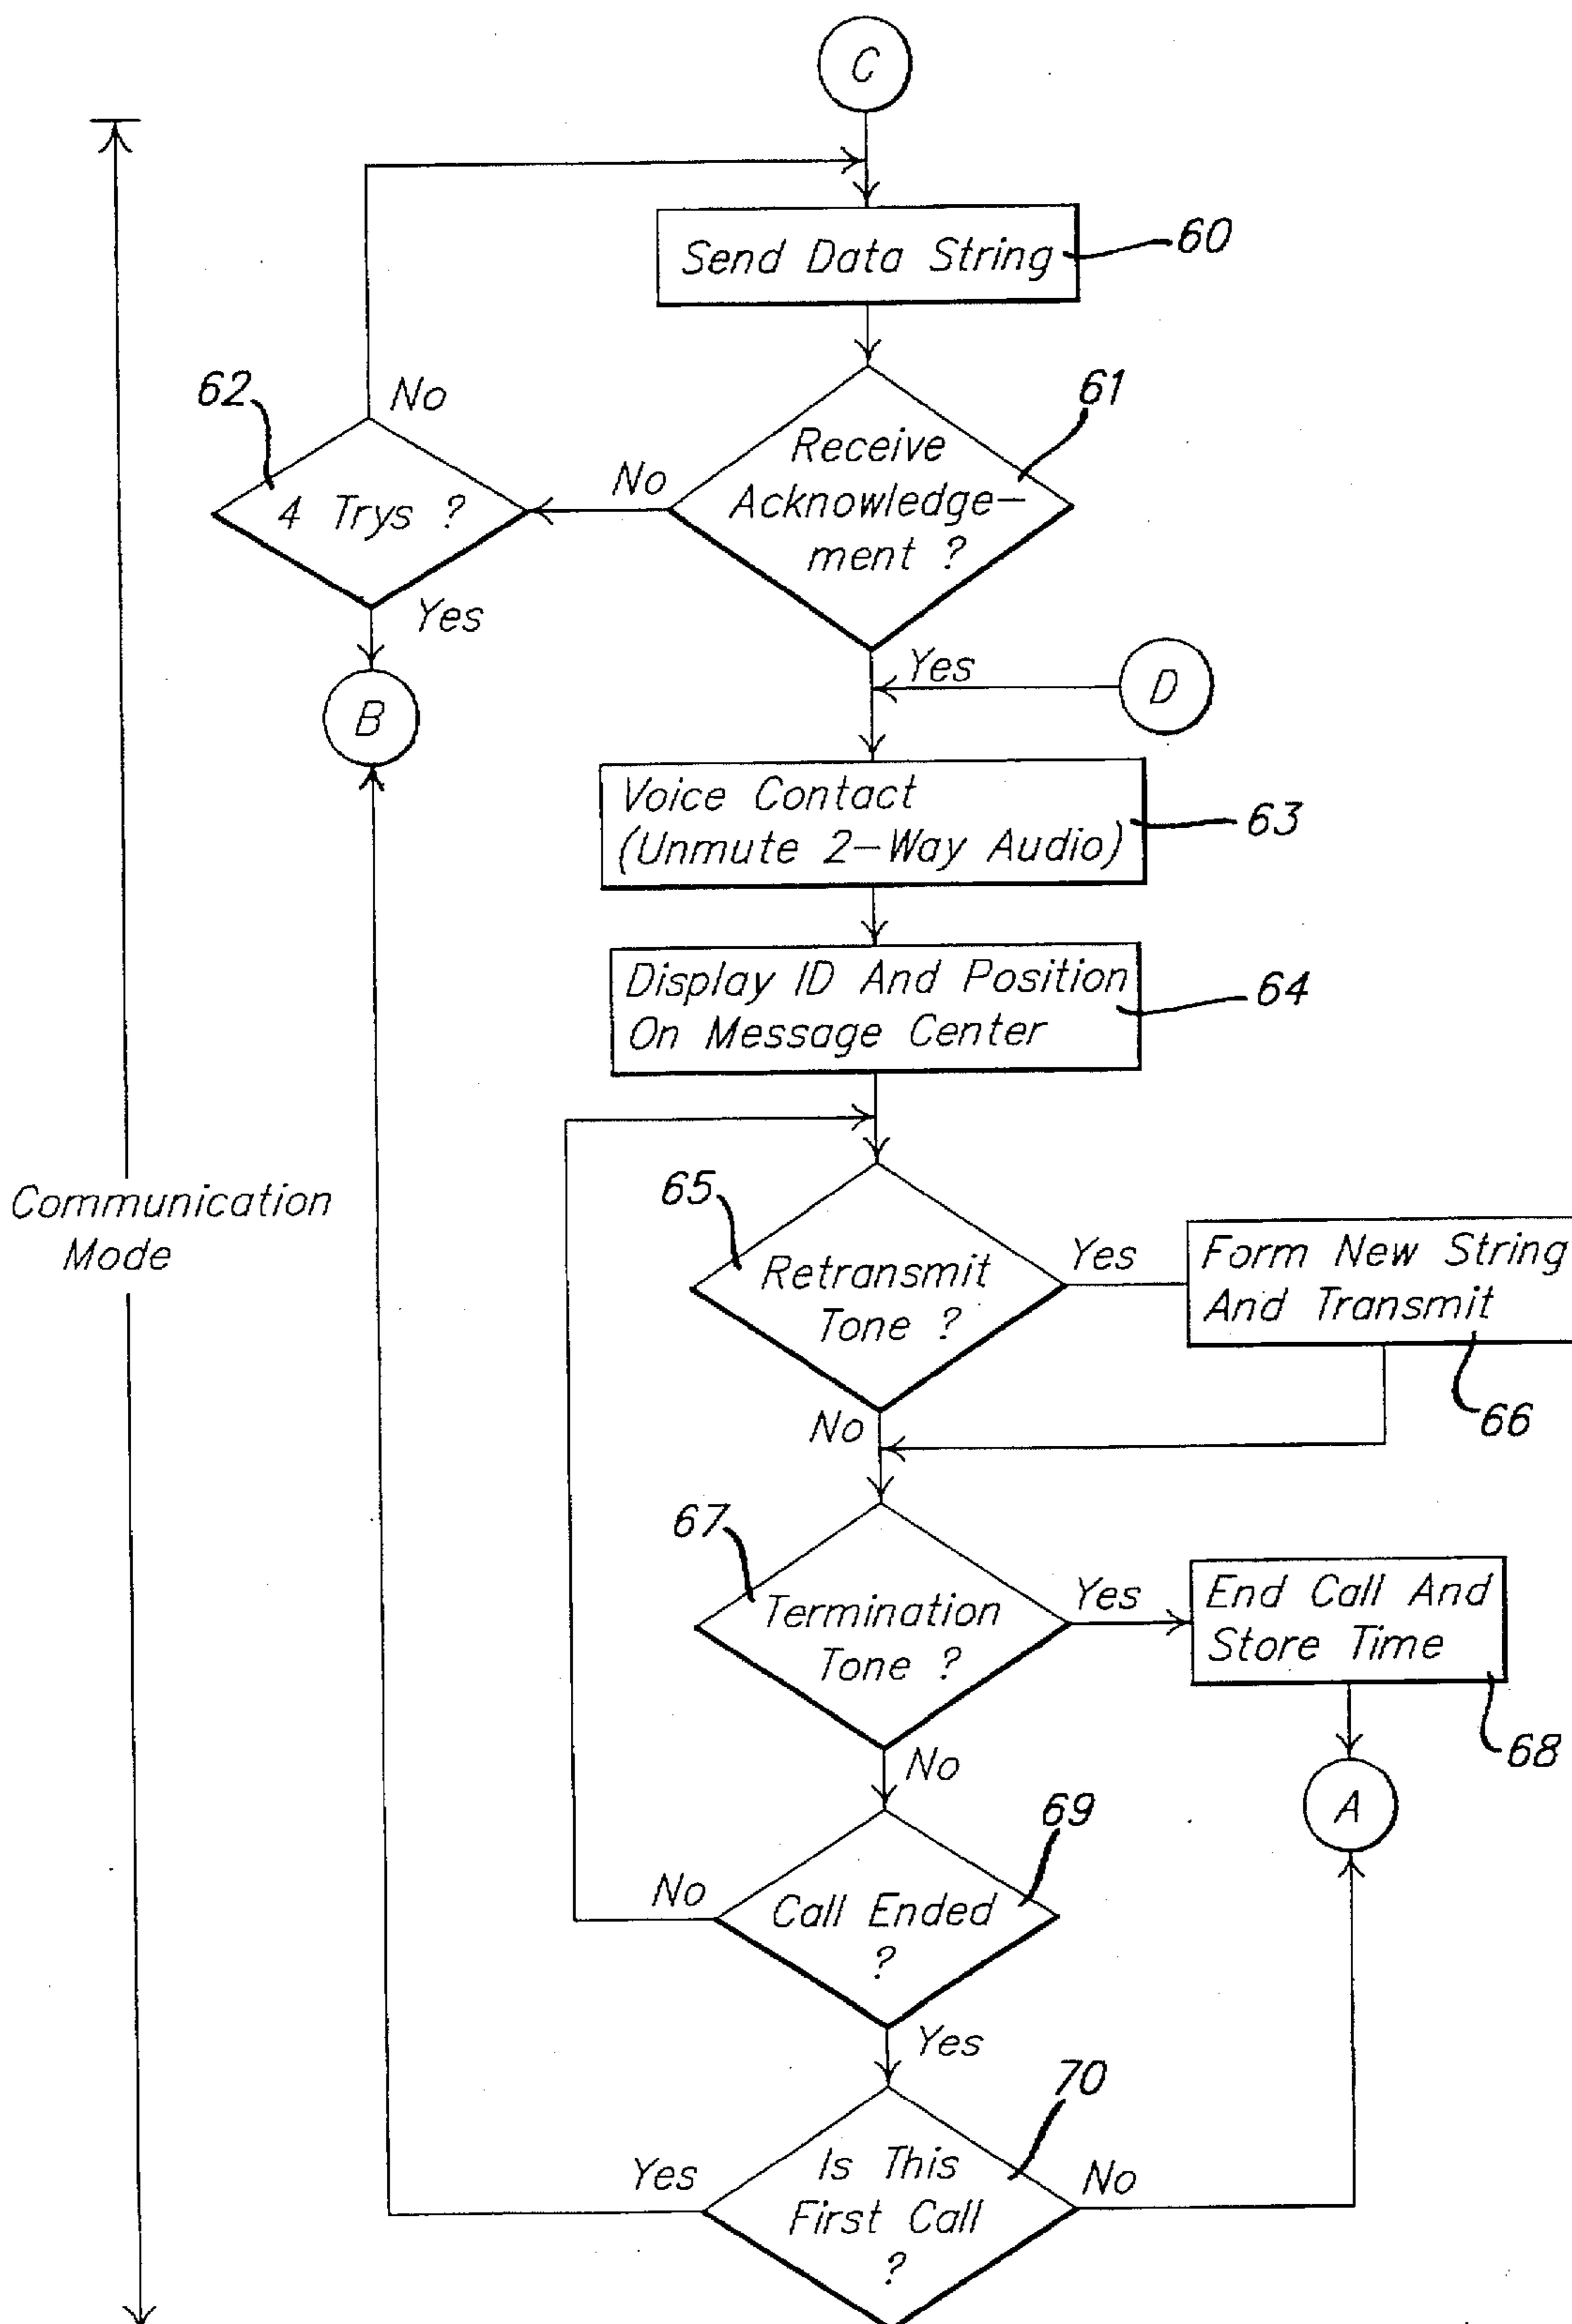 C
Send Data String
60
62
No
61
4 Trys ?
No
Receive
Acknowledge-
ment ?
Yes
Yes
B
D
Voice Contact
(Unmute 2-Way Audio)
63
Display ID And Position
On Message Center
64
Communication
Mode
65
Retransmit
Tone ?
Yes
Form New String
And Transmit
66
No
67
Termination
Tone ?
Yes
End Call And
Store Time
68
No
A
69
No
Call Ended
?
Yes
70
Yes
Is This
First Call
?
No